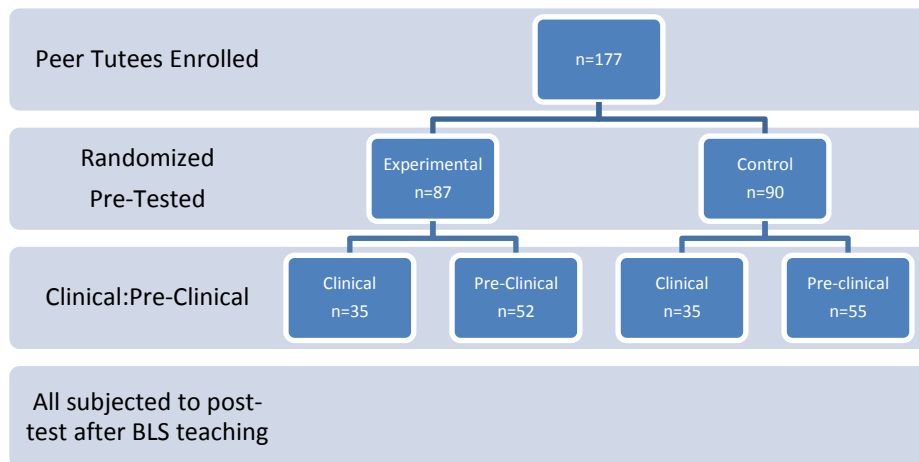 Peer Tutees Enrolled
n=177
Randomized
Pre-Tested
Experimental
n=87
Control
n=90
Clinical:Pre-Clinical
Clinical
n=35
Pre-Clinical
n=52
Clinical
n=35
Pre-clinical
n=55
All subjected to post-
test after BLS teaching